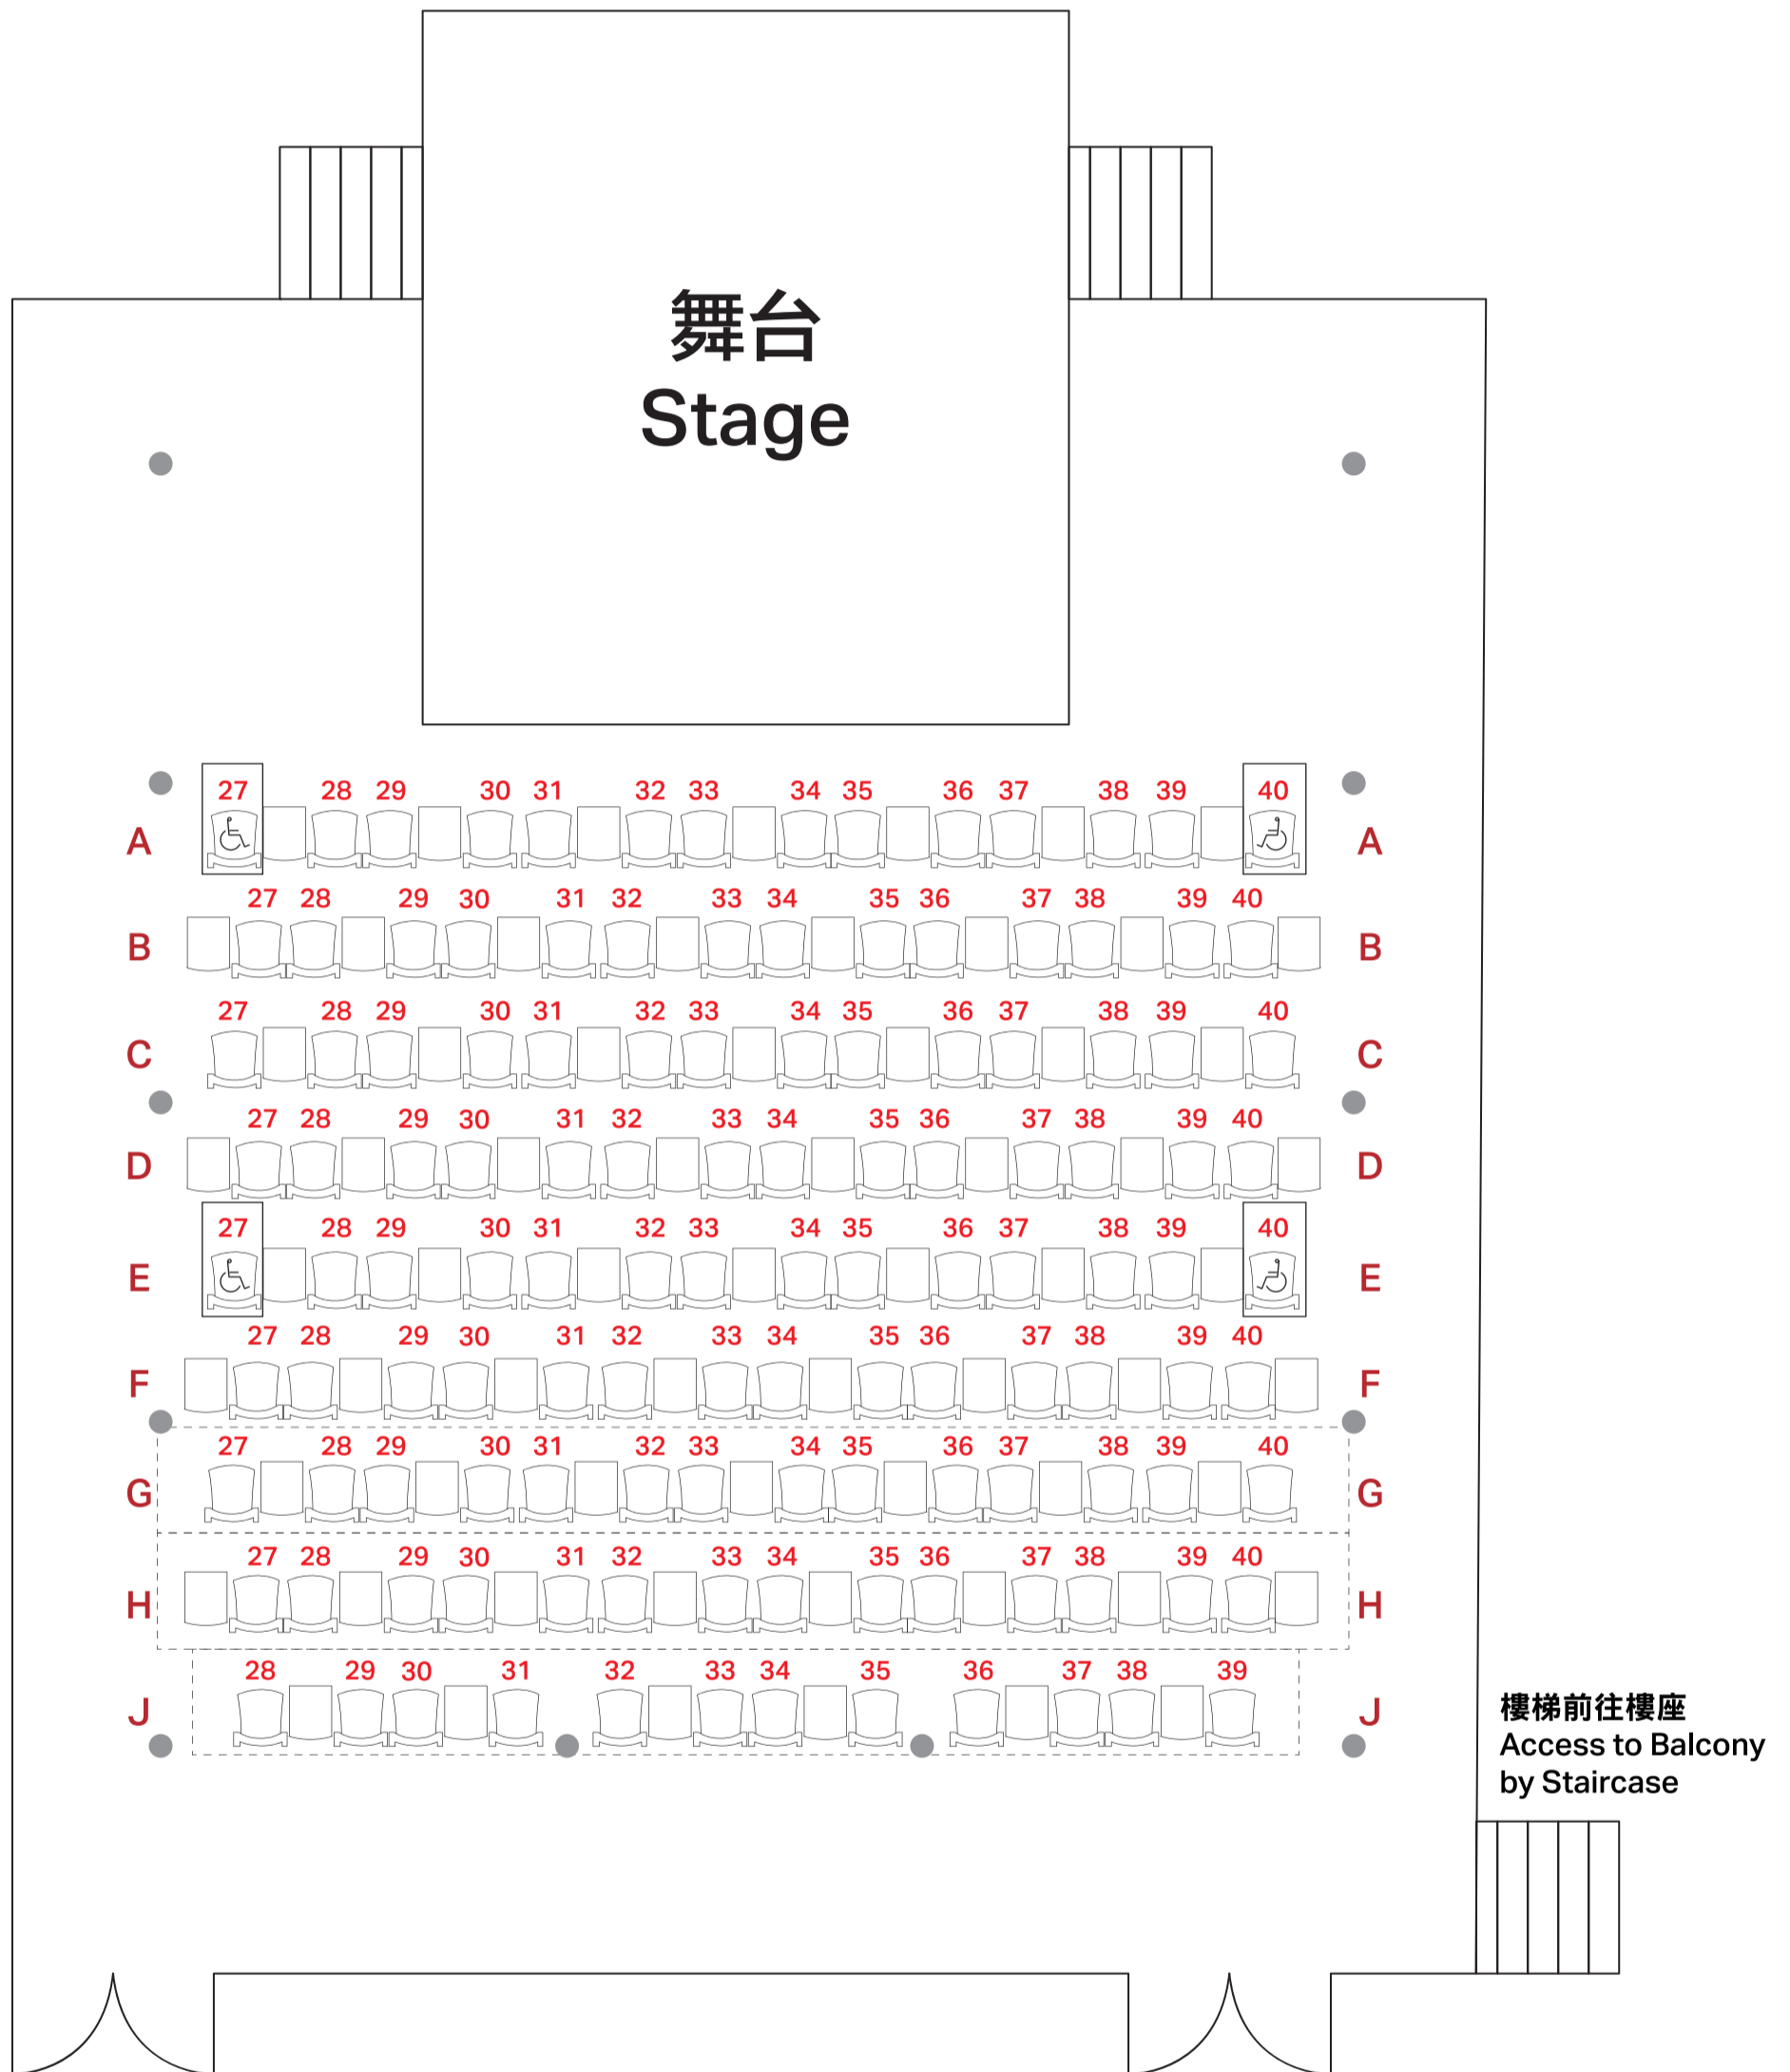 舞台
Stage
27 28 29 30 31 32 33 34 35 36 37 38 39 40
A A
27 28 29 30 31 32 33 34 35 36 37 38 39 40
B B
27 28 29 30 31 32 33 34 35 36 37 38 39 40
C C
27 28 29 30 31 32 33 34 35 36 37 38 39 40
D D
27 28 29 30 31 32 33 34 35 36 37 38 39 40
E E
27 28 29 30 31 32 33 34 35 36 37 38 39 40
F F
27 28 29 30 31 32 33 34 35 36 37 38 39 40
G G
27 28 29 30 31 32 33 34 35 36 37 38 39 40
H H
28 29 30 31 32 33 34 35 36 37 38 39
J J
樓梯前往樓座
Access to Balcony
by Staircase